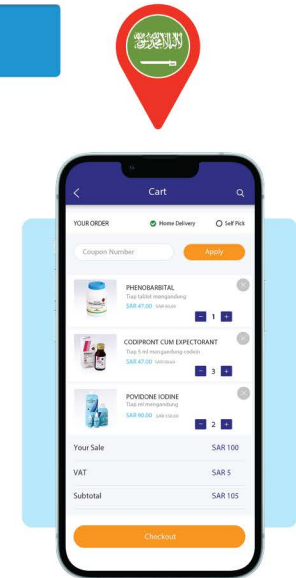 Cart
YOUR ORDER Home Delivery Self Pick
Coupon Number Apply
PHENOBARBITAL
Tiap tablet mengandung
SAR 47.00
1
CODIPRONT CUM EXPECTORANT
Tiap 5 ml mengandung codein
SAR 47.00
3
POVIDONE IODINE
Tiap ml mengandung
SAR 90.00
2
Your Sale SAR 100
VAT SAR 5
Subtotal SAR 105
Checkout